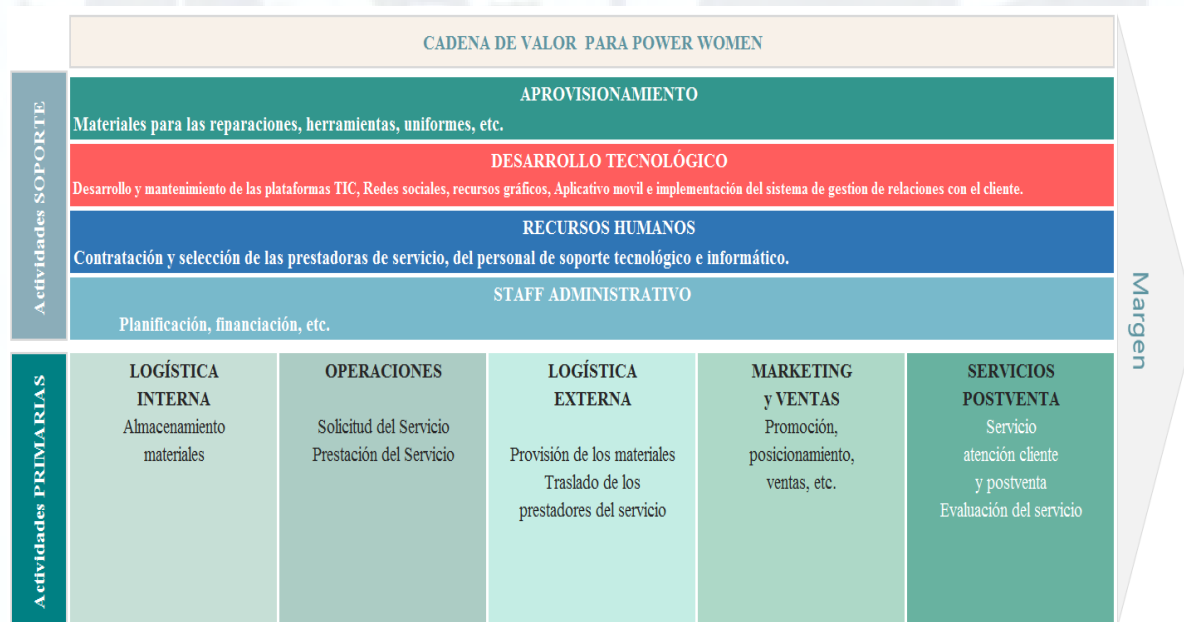 CADENA DE VALOR PARA POWER WOMEN
Actividades SOPORTE
APROVISIONAMIENTO
Materiales para las reparaciones, herramientas, uniformes, etc.
DESARROLLO TECNOLÓGICO
Desarrollo y mantenimiento de las plataformas TIC, Redes sociales, recursos gráficos, Aplicativo movil e implementación del sistema de gestion de relaciones con el cliente.
RECURSOS HUMANOS
Contratación y selección de las prestadoras de servicio, del personal de soporte tecnológico e informático.
STAFF ADMINISTRATIVO
Planificación, financiación, etc.
Actividades PRIMARIAS
LOGÍSTICA
INTERNA
Almacenamiento
materiales
OPERACIONES
Solicitud del Servicio
Prestación del Servicio
LOGÍSTICA
EXTERNA
Provisión de los materiales
Traslado de los
prestadores del servicio
MARKETING
y VENTAS
Promoción,
posicionamiento,
ventas, etc.
SERVICIOS
POSTVENTA
Servicio
atención cliente
y postventa
Evaluación del servicio
Margen